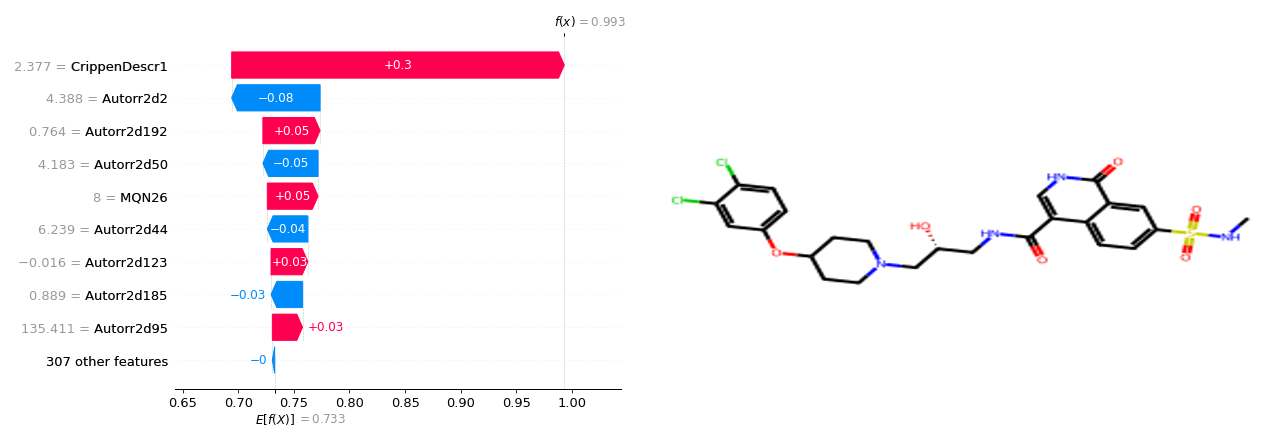 f(x) = 0.993
2.377 = CrippenDescr1
+0.3
4.388 = Autorr2d2
−0.08
0.764 = Autorr2d192
+0.05
4.183 = Autorr2d50
−0.05
8 = MQN26
+0.05
6.239 = Autorr2d44
−0.04
−0.016 = Autorr2d123
+0.03
0.889 = Autorr2d185
−0.03
135.411 = Autorr2d95
+0.03
307 other features
−0
0.65 0.70 0.75 0.80 0.85 0.90 0.95 1.00
E[f(X)] = 0.733
Cl
Cl
O
N
HO
HN
O
HN
O
O
S
O
NH